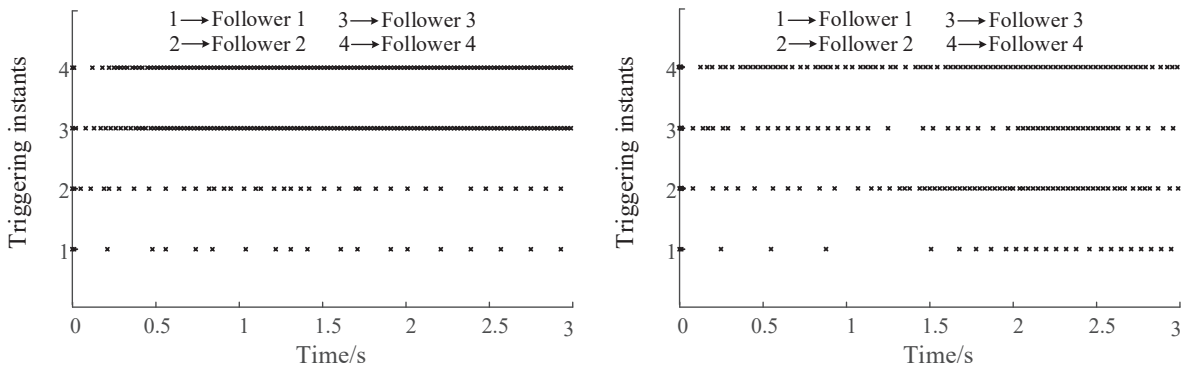 1→Follower 1 3→Follower 3
2→Follower 2 4→Follower 4
Triggering instants
4
3
2
1
0 0.5 1 1.5 2 2.5 3
Time/s
1→Follower 1 3→Follower 3
2→Follower 2 4→Follower 4
Triggering instants
4
3
2
1
0 0.5 1 1.5 2 2.5 3
Time/s